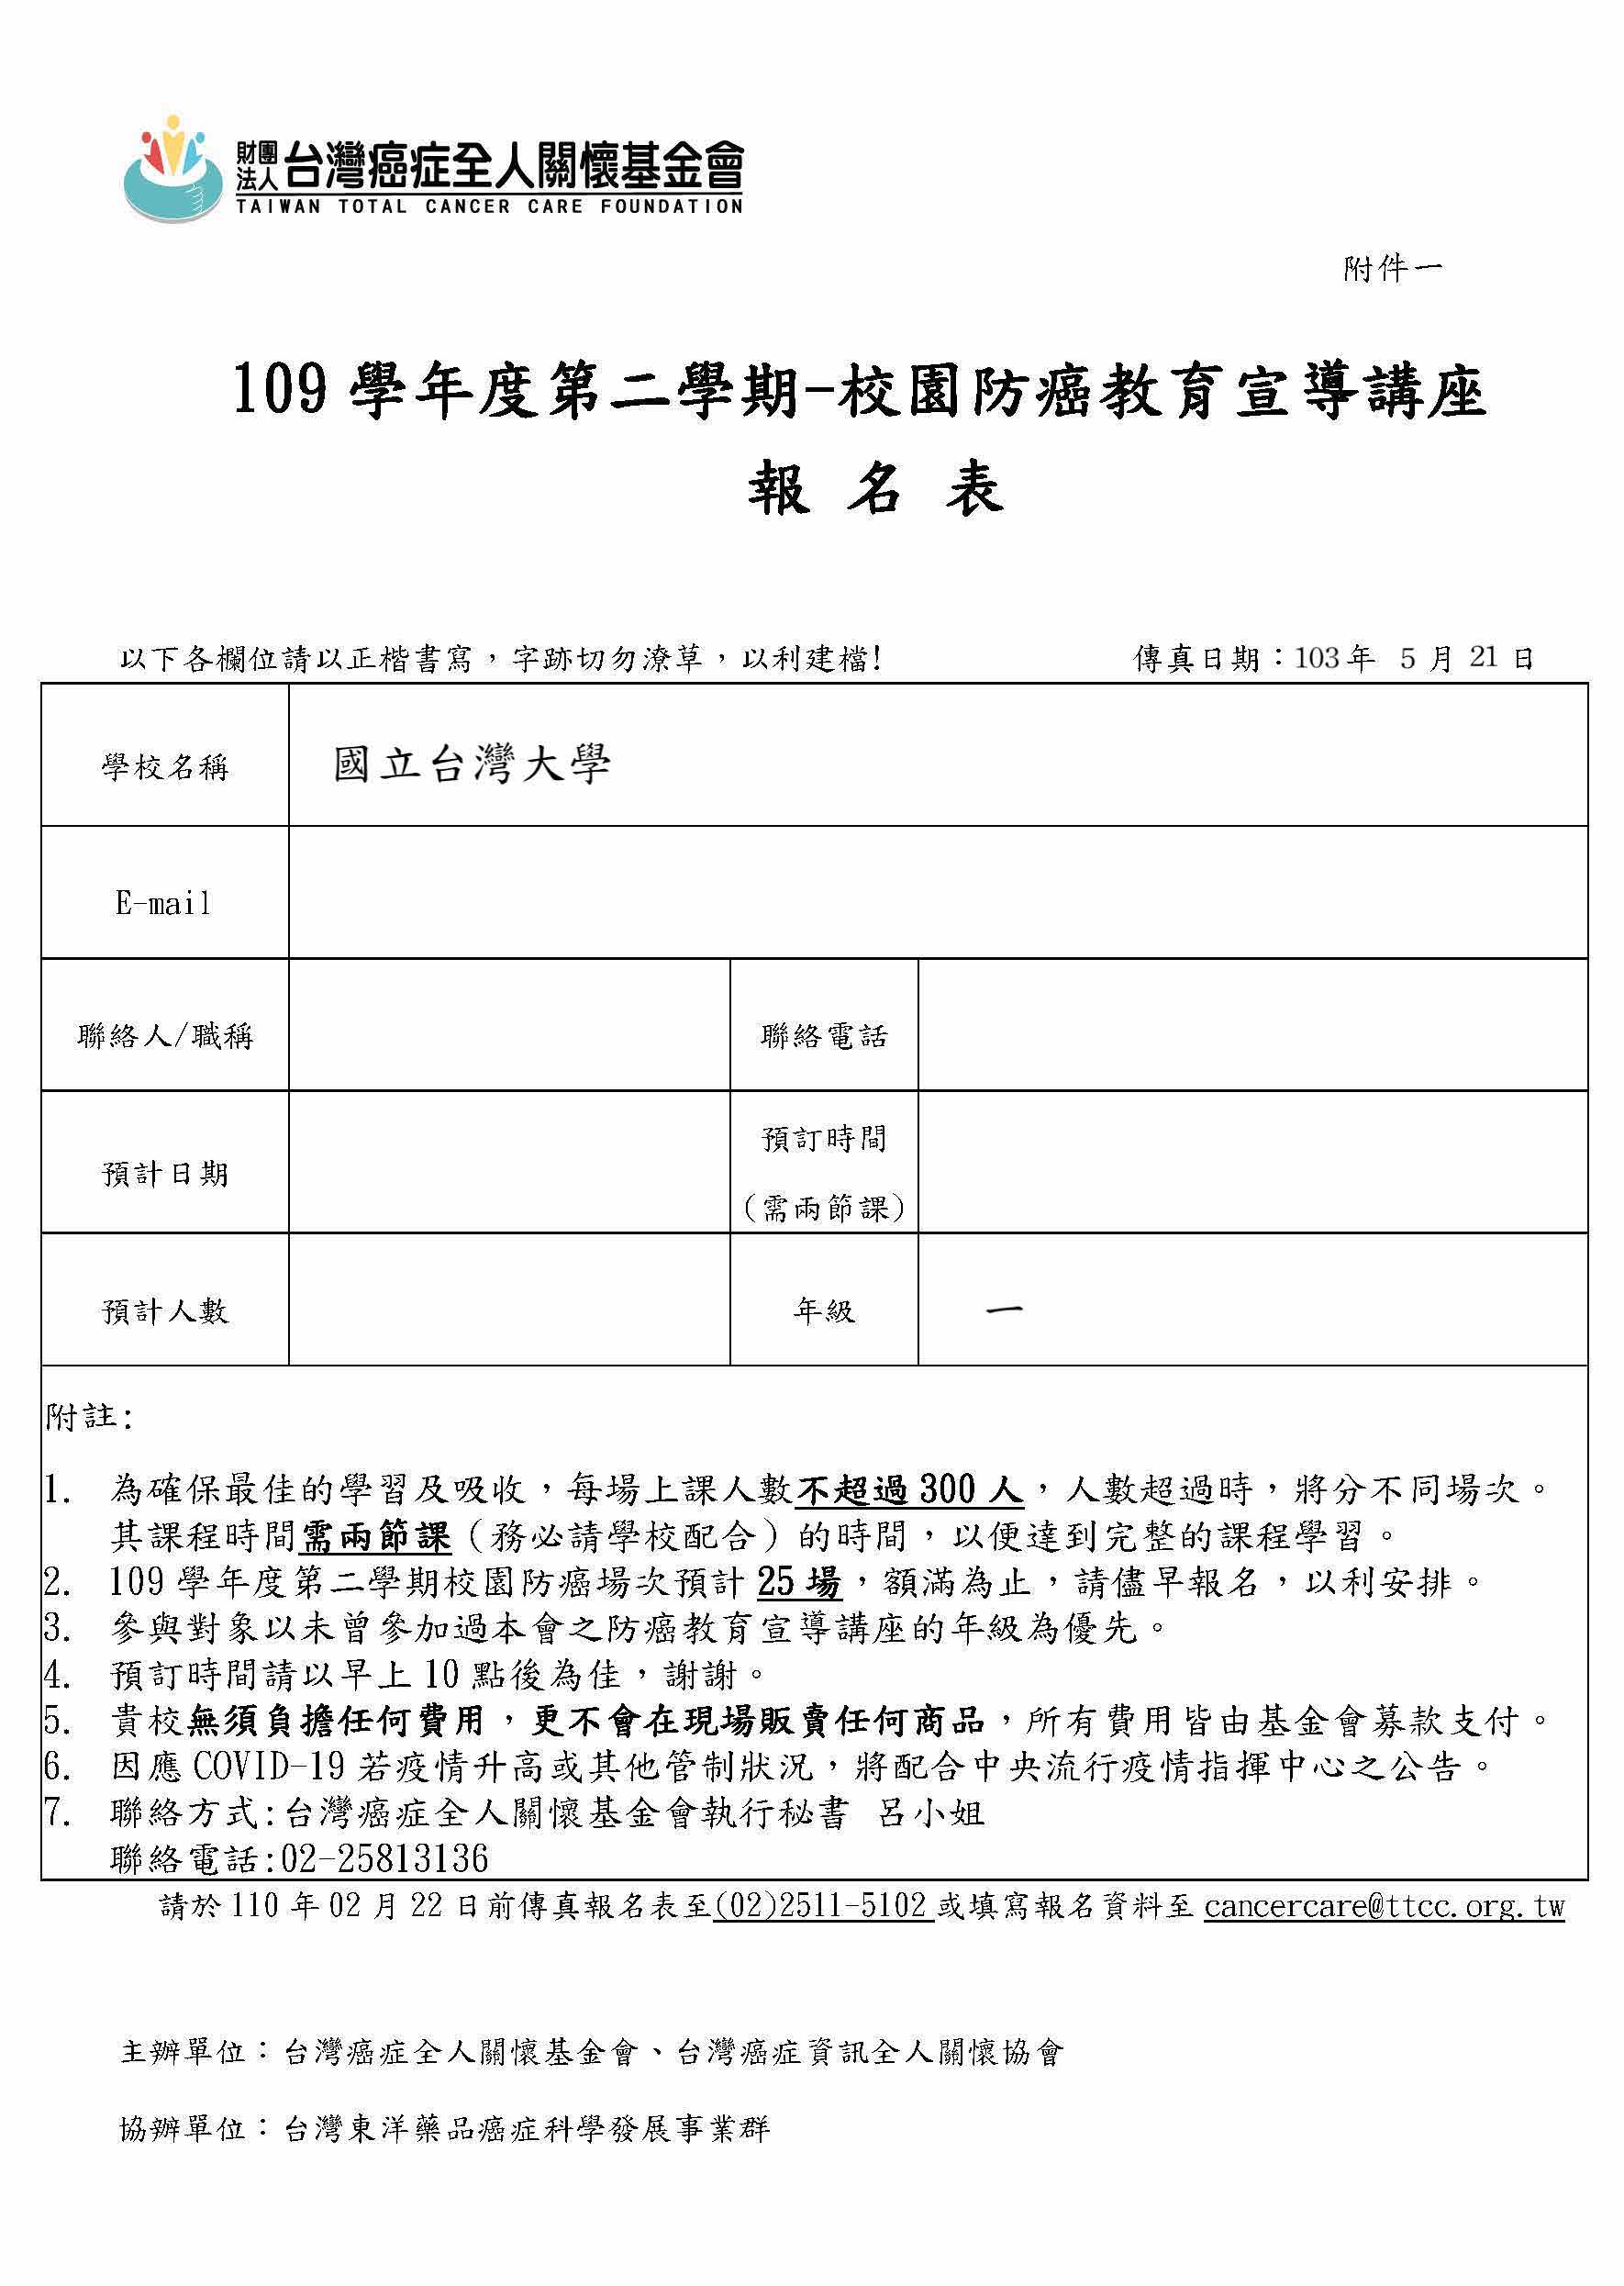 財團法人 台灣癌症全人關懷基金會
TAIWAN TOTAL CANCER CARE FOUNDATION
附件一
109 學年度第二學期-校園防癌教育宣導講座
報 名 表
以下各欄位請以正楷書寫，字跡切勿潦草，以利建檔! 傳真日期：103 年 5 月 21 日
學校名稱 國立台灣大學
E-mail
聯絡人/職稱 聯絡電話
預計日期 預訂時間
(需兩節課)
預計人數 年級 一
附註:
1. 為確保最佳的學習及吸收，每場上課人數不超過 300 人，人數超過時，將分不同場次。
其課程時間需兩節課（務必請學校配合）的時間，以便達到完整的課程學習。
2. 109 學年度第二學期校園防癌場次預計 25 場，額滿為止，請儘早報名，以利安排。
3. 參與對象以未曾參加過本會之防癌教育宣導講座的年級為優先。
4. 預訂時間請以早上 10 點後為佳，謝謝。
5. 貴校無須負擔任何費用，更不會在現場販賣任何商品，所有費用皆由基金會募款支付。
6. 因應 COVID-19 若疫情升高或其他管制狀況，將配合中央流行疫情指揮中心之公告。
7. 聯絡方式:台灣癌症全人關懷基金會執行秘書 呂小姐
聯絡電話:02-25813136
請於 110 年 02 月 22 日前傳真報名表至(02)2511-5102 或填寫報名資料至 cancercare@ttcc.org.tw
主辦單位：台灣癌症全人關懷基金會、台灣癌症資訊全人關懷協會
協辦單位：台灣東洋藥品癌症科學發展事業群